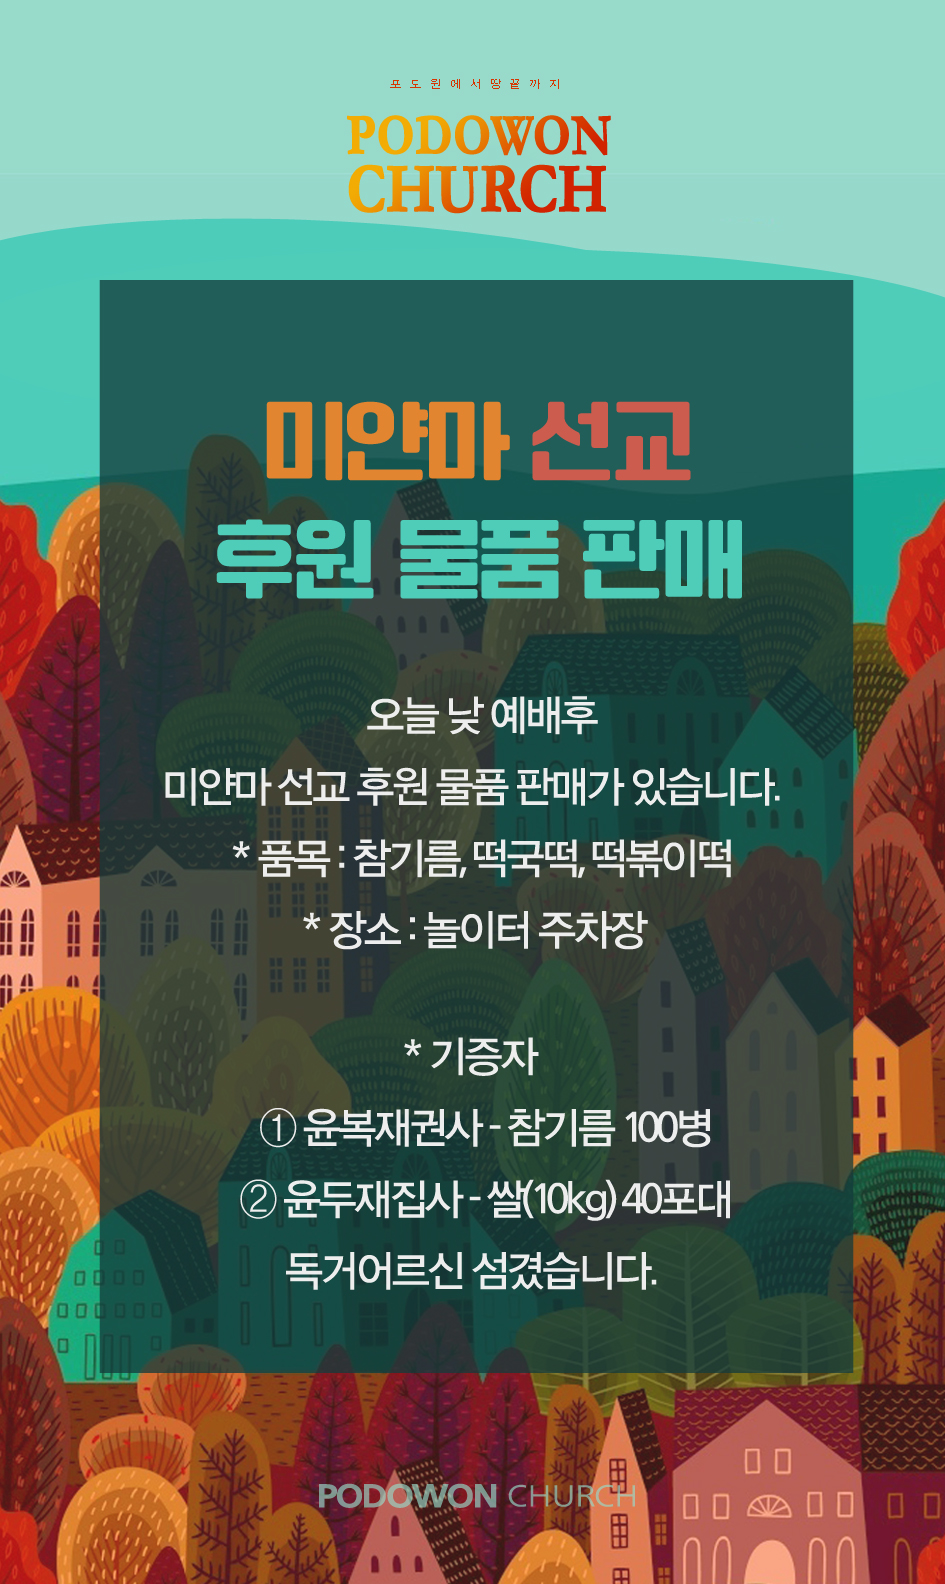 포도원에서땅끝까지
PODOWON
CHURCH
미얀마 선교
후원 물품 판매
오늘 낮 예배후
미얀마 선교 후원 물품 판매가 있습니다.
* 품목 : 참기름, 떡국떡, 떡볶이떡
* 장소 : 놀이터 주차장
* 기증자
① 윤복재권사 - 참기름 100병
② 윤두재집사 - 쌀(10kg) 40포대
독거어르신 섬겼습니다.
PODOWON CHURCH